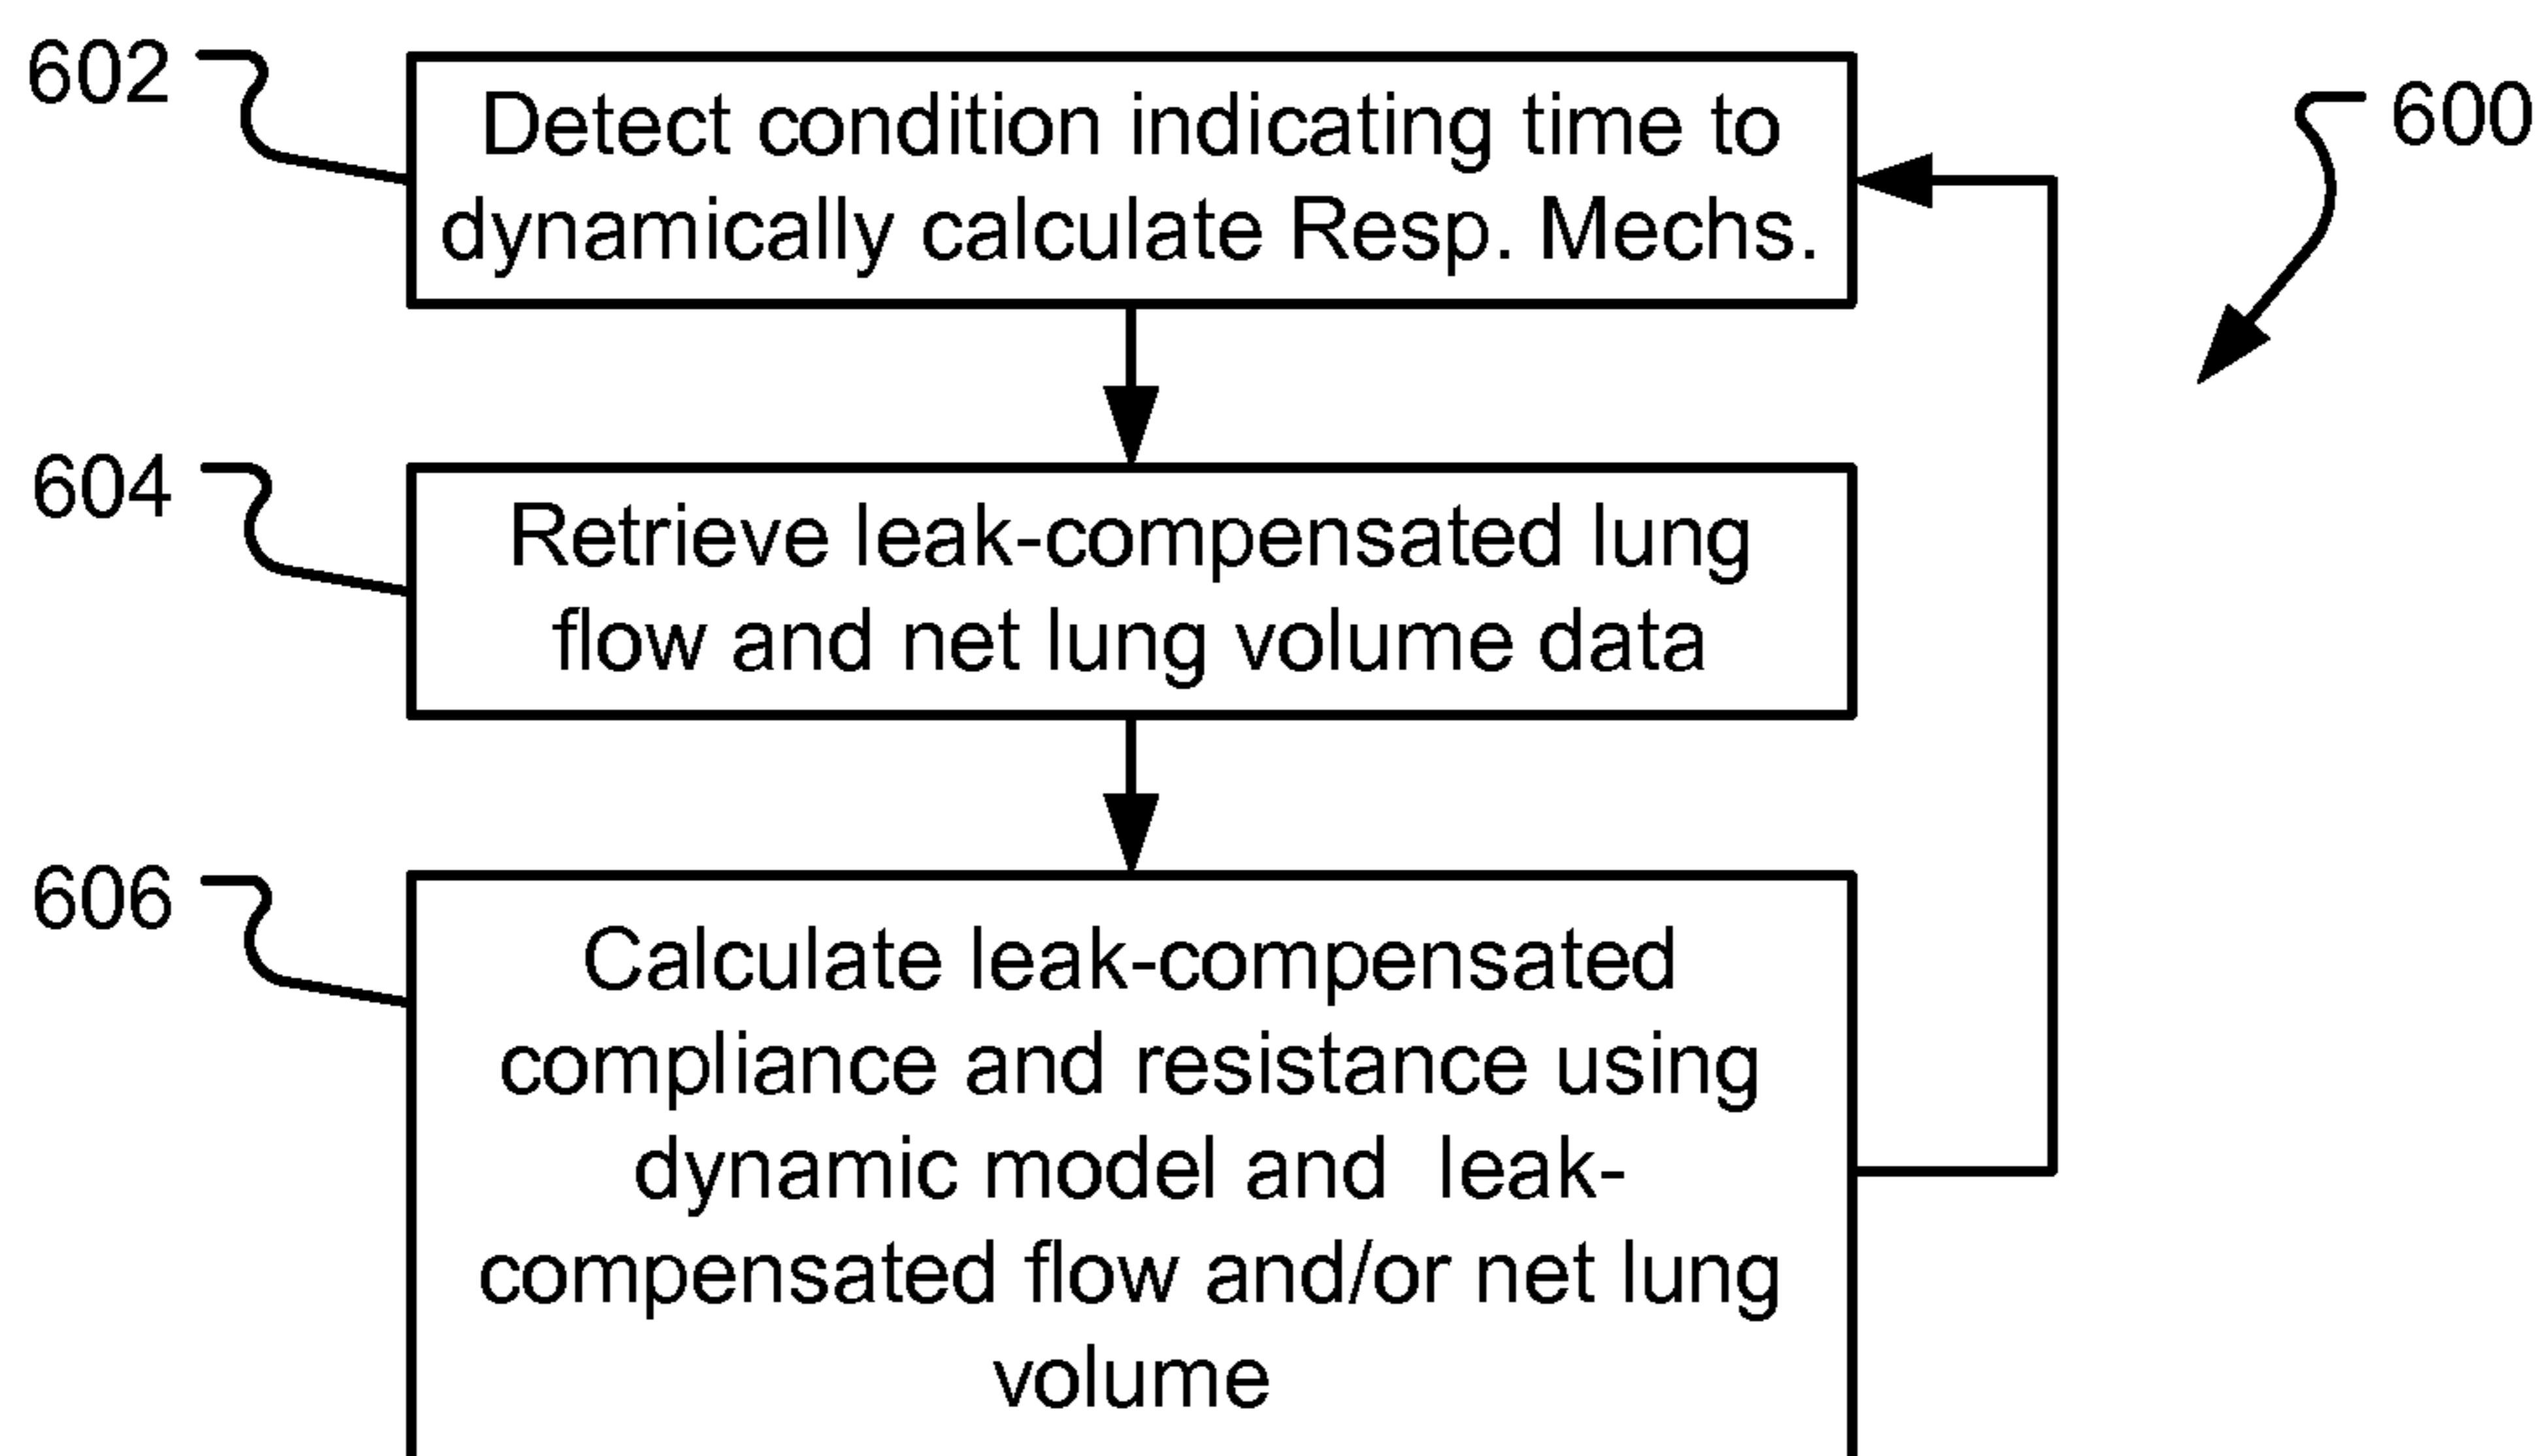 602
Detect condition indicating time to
dynamically calculate Resp. Mechs.
600
604
Retrieve leak-compensated lung
flow and net lung volume data
606
Calculate leak-compensated
compliance and resistance using
dynamic model and leak-
compensated flow and/or net lung
volume